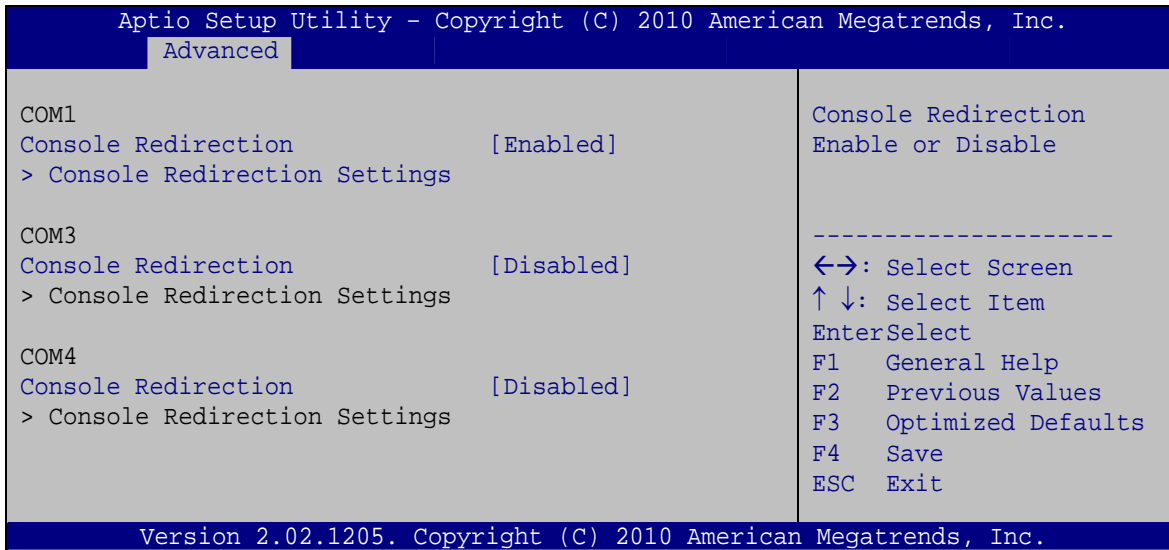 Aptio Setup Utility – Copyright (C) 2010 American Megatrends, Inc.
Advanced
COM1
Console Redirection [Enabled]
> Console Redirection Settings
COM3
Console Redirection [Disabled]
> Console Redirection Settings
COM4
Console Redirection [Disabled]
> Console Redirection Settings
Console Redirection
Enable or Disable
---------------------
←→: Select Screen
↑ ↓: Select Item
EnterSelect
F1 General Help
F2 Previous Values
F3 Optimized Defaults
F4 Save
ESC Exit
Version 2.02.1205. Copyright (C) 2010 American Megatrends, Inc.